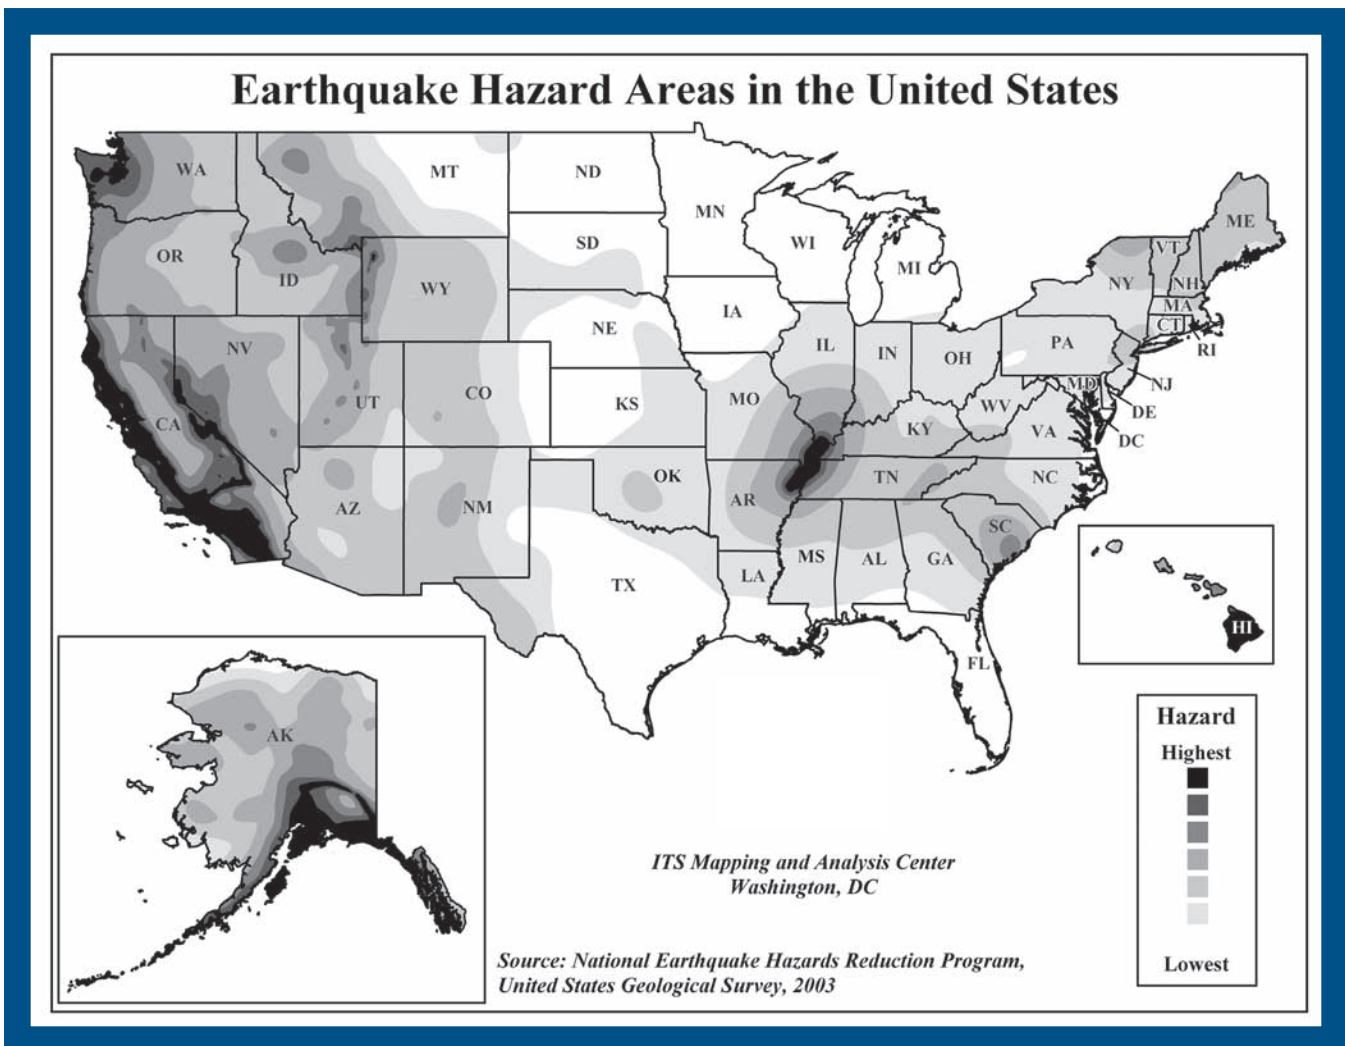 Earthquake Hazard Areas in the United States
WA
MT
ND
MN
OR
ID
WY
SD
WI
MI
NY
VT
ME
NH
MA
CT
RI
NV
NE
IA
IL
IN
OH
PA
NJ
CA
UT
CO
KS
MO
WV
MD
DE
DC
KY
VA
AZ
NM
OK
AR
TN
NC
SC
TX
LA
MS
AL
GA
FL
HI
AK
Hazard
Highest
Lowest
ITS Mapping and Analysis Center
Washington, DC
Source: National Earthquake Hazards Reduction Program,
United States Geological Survey, 2003